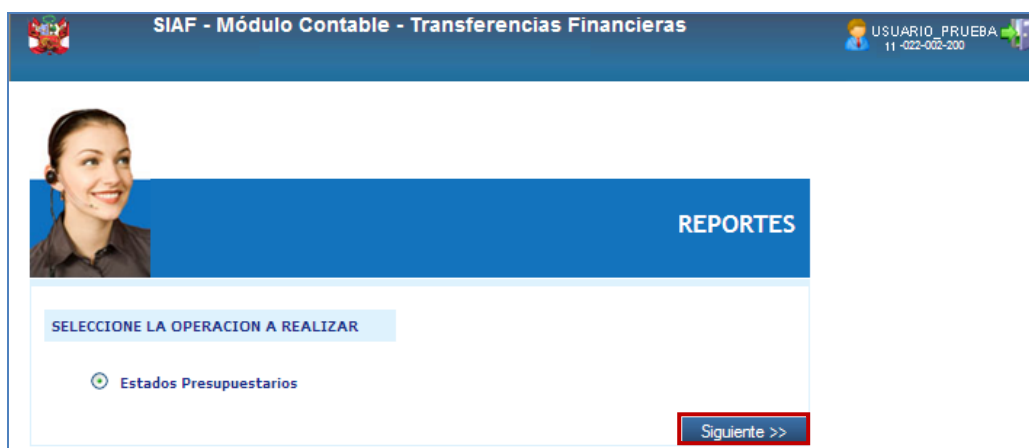 SIAF - Módulo Contable - Transferencias Financieras
USUARIO_PRUEBA
11 -022-002-200
REPORTES
SELECCIONE LA OPERACION A REALIZAR
Estados Presupuestarios
Siguiente >>